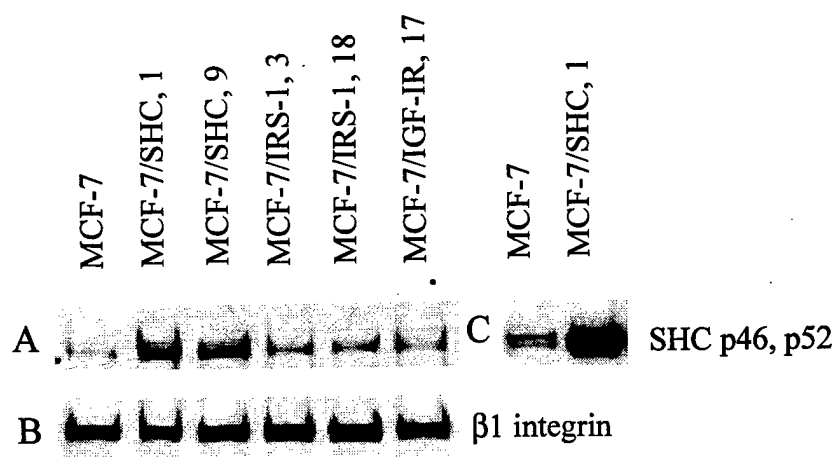 MCF-7
MCF-7/SHC, 1
MCF-7/SHC, 9
MCF-7/IRS-1, 3
MCF-7/IRS-1, 18
MCF-7/IGF-IR, 17
MCF-7
MCF-7/SHC, 1
A
C
SHC p46, p52
B
β1 integrin